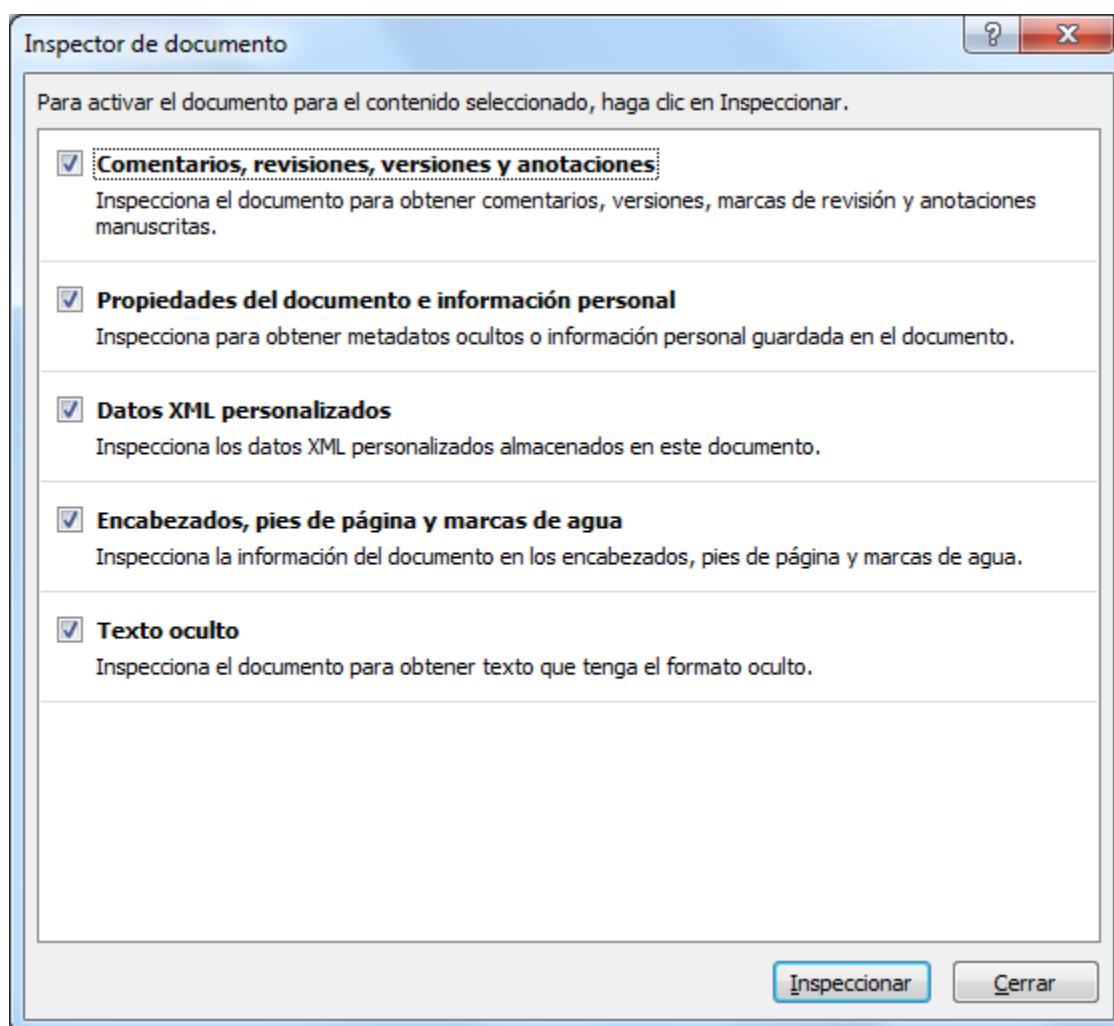 Inspector de documento
Para activar el documento para el contenido seleccionado, haga clic en Inspeccionar.
Comentarios, revisiones, versiones y anotaciones
Inspecciona el documento para obtener comentarios, versiones, marcas de revisión y anotaciones
manuscritas.
Propiedades del documento e información personal
Inspecciona para obtener metadatos ocultos o información personal guardada en el documento.
Datos XML personalizados
Inspecciona los datos XML personalizados almacenados en este documento.
Encabezados, pies de página y marcas de agua
Inspecciona la información del documento en los encabezados, pies de página y marcas de agua.
Texto oculto
Inspecciona el documento para obtener texto que tenga el formato oculto.
Inspeccionar Cerrar